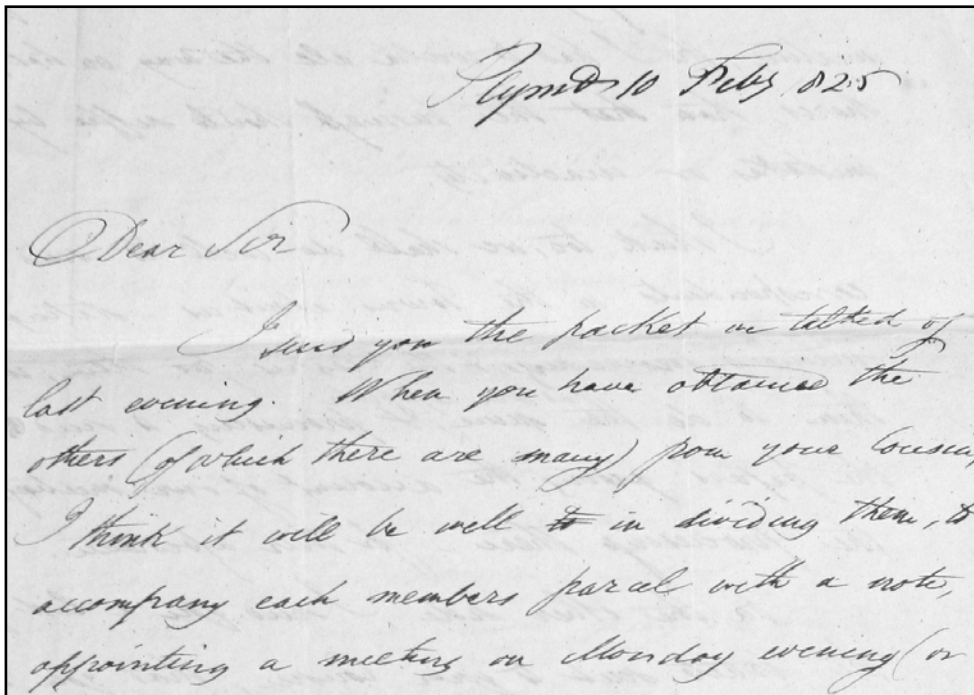 Plymo 10 Feby 825
Dear Sir
I send you the packet we talked of
last evening. When you have obtained the
others (of which there are many) from your Cousin,
I think it will be well in dividing them, to
accompany each members parcel with a note,
appointing a meeting on Monday evening (or